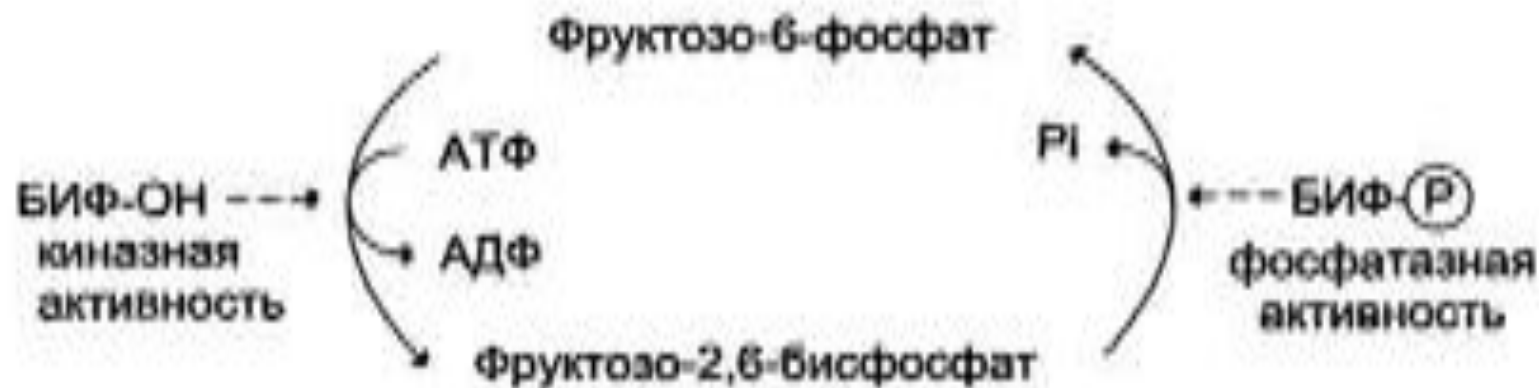 Фруктозо-6-фосфат
АТФ
Pi
БИФ-ОН
киназная
активность
АДФ
БИФ-P
фосфатазная
активность
Фруктозо-2,6-бисфосфат